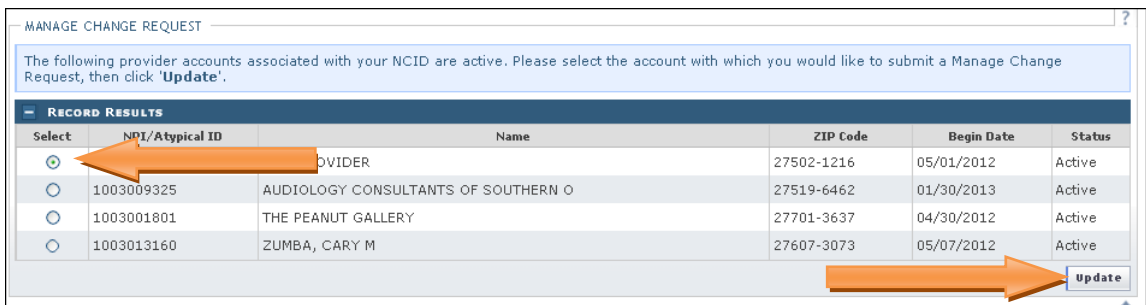 MANAGE CHANGE REQUEST
?
The following provider accounts associated with your NCID are active. Please select the account with which you would like to submit a Manage Change
Request, then click 'Update'.
RECORD RESULTS
Select NPI/Atypical ID Name ZIP Code Begin Date Status
27502-1216 05/01/2012 Active
1003009325 AUDIOLOGY CONSULTANTS OF SOUTHERN O 27519-6462 01/30/2013 Active
1003001801 THE PEANUT GALLERY 27701-3637 04/30/2012 Active
1003013160 ZUMBA, CARY M 27607-3073 05/07/2012 Active
Update